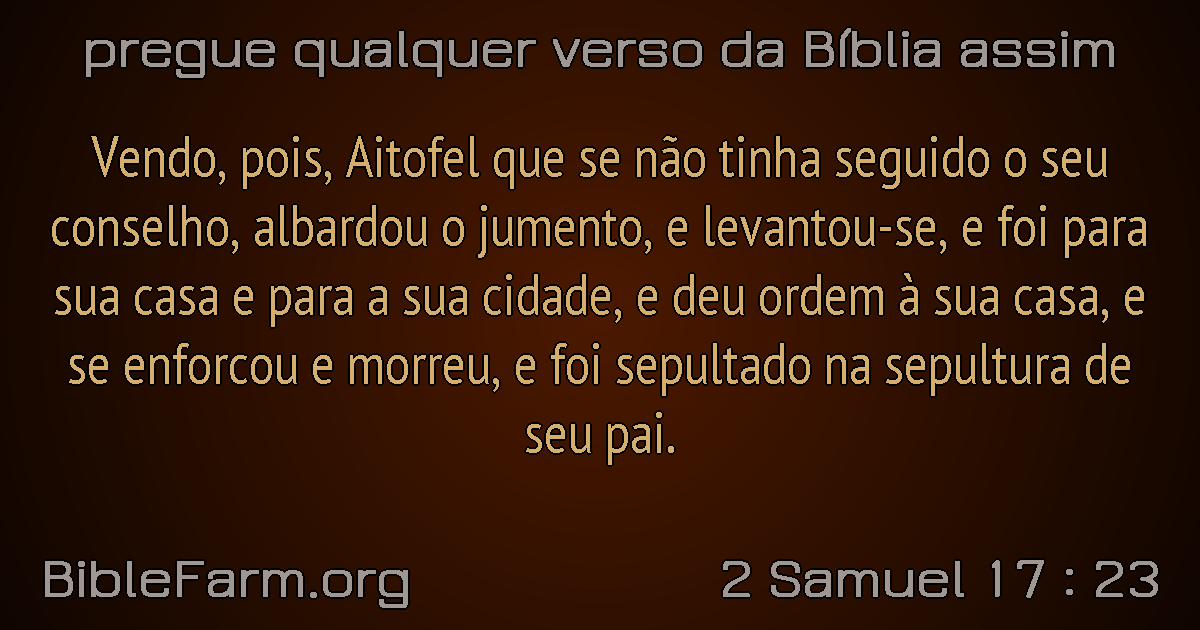 pregue qualquer verso da Bíblia assim
Vendo, pois, Aitofel que se não tinha seguido o seu
conselho, albardou o jumento, e levantou-se, e foi para
sua casa e para a sua cidade, e deu ordem à sua casa, e
se enforcou e morreu, e foi sepultado na sepultura de
seu pai.
BibleFarm.org
2 Samuel 17 : 23